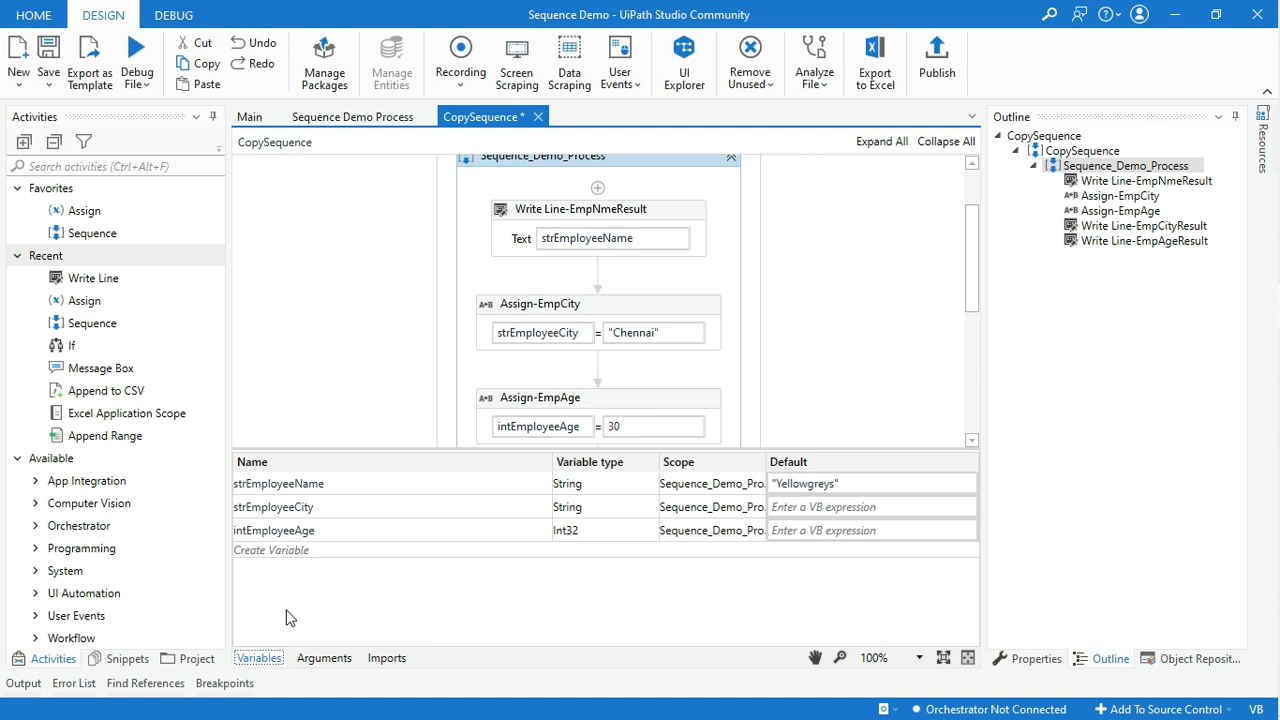 HOME DESIGN DEBUG Sequence Demo - UiPath Studio Community
New Save Export as Template Debug File Cut Copy Paste Undo Redo Manage Packages Manage Entities Recording Screen Scraping Data Scraping User Events UI Explorer Remove Unused Analyze File Export to Excel Publish
Activities
Search activities (Ctrl+Alt+F)
Favorites
Assign
Sequence
Recent
Write Line
Assign
Sequence
If
Message Box
Append to CSV
Excel Application Scope
Append Range
Available
App Integration
Computer Vision
Orchestrator
Programming
System
UI Automation
User Events
Workflow
Activities Snippets Project
Main Sequence Demo Process CopySequence *
CopySequence Expand All Collapse All
Sequence_Demo_Process
Write Line-EmpNmeResult
Text strEmployeeName
Assign-EmpCity
strEmployeeCity = "Chennai"
Assign-EmpAge
intEmployeeAge = 30
Name Variable type Scope Default
strEmployeeName String Sequence_Demo_Pro. "Yellowgreys"
strEmployeeCity String Sequence_Demo_Pro. Enter a VB expression
intEmployeeAge Int32 Sequence_Demo_Pro. Enter a VB expression
Create Variable
Variables Arguments Imports 100%
Outline
CopySequence
CopySequence
Sequence_Demo_Process
Write Line-EmpNmeResult
A*B Assign-EmpCity
A*B Assign-EmpAge
Write Line-EmpCityResult
Write Line-EmpAgeResult
Resources
Properties Outline Object Reposit...
Output Error List Find References Breakpoints
Orchestrator Not Connected Add To Source Control VB